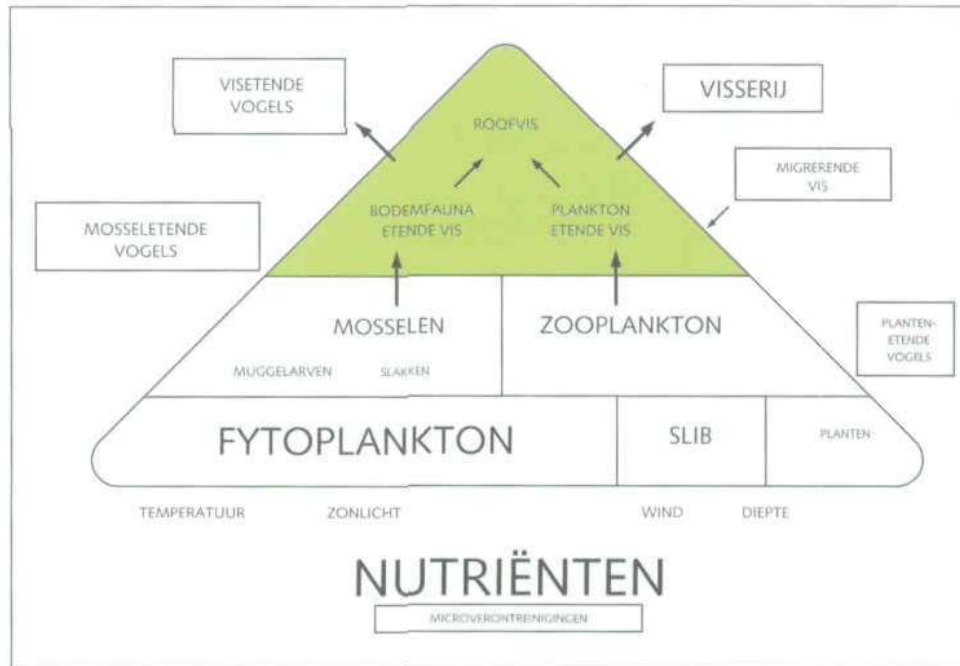 VISETENDE
VOGELS
VISSERIJ
ROOFVIS
MIGRERENDE
VIS
BODEMFAUNA
ETENDE VIS
PLANKTON
ETENDE VIS
MOSSELETENDE
VOGELS
MOSSELEN
ZOOPLANKTON
PLANTEN-
ETENDE
VOGELS
MUGGELARVEN
SLAKKEN
FYTOPLANKTON
SLIB
PLANTEN
TEMPERATUUR
ZONLICHT
WIND
DIEPTE
NUTRIËNTEN
MICROVERONTREINIGINGEN